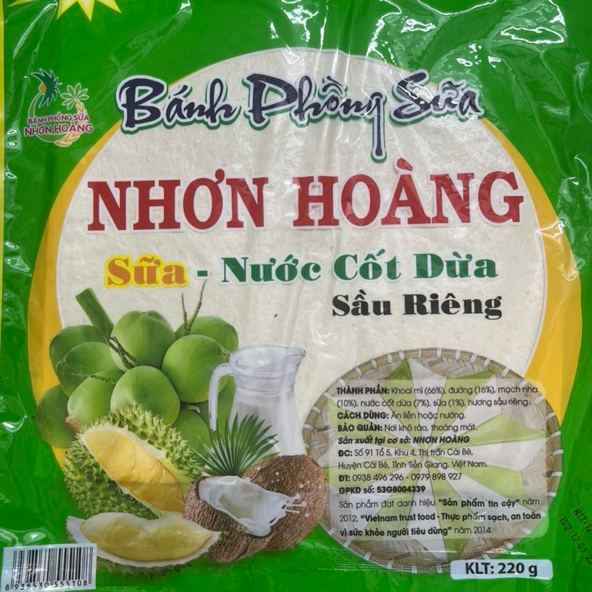 Bánh Phồng Sữa
BÁNH PHỒNG SỮA
NHƠN HOÀNG
NHƠN HOÀNG
Sữa - Nước Cốt Dừa
Sầu Riêng
THÀNH PHẦN: Khoai mì (66%), đường (16%), mạch nha
(10%), nước cốt dừa (7%), sữa (1%), hương sầu riêng.
CÁCH DÙNG: Ăn liền hoặc nướng.
BẢO QUẢN: Nơi khô ráo, thoáng mát.
Sản xuất tại cơ sở: NHƠN HOÀNG
ĐC: Số 91 Tổ 5, Khu 4, Thị trấn Cái Bè,
Huyện Cái Bè, Tỉnh Tiền Giang, Việt Nam.
ĐT: 0938 496 296 - 0979 898 927
GPKD số: 53G8004339
Sản phẩm đạt danh hiệu "Sản phẩm tin cậy" năm
2012, "Vietnam trust food - Thực phẩm sạch, an toàn
vì sức khỏe người tiêu dùng" năm 2014.
KLT: 220 g
8 938530 555108